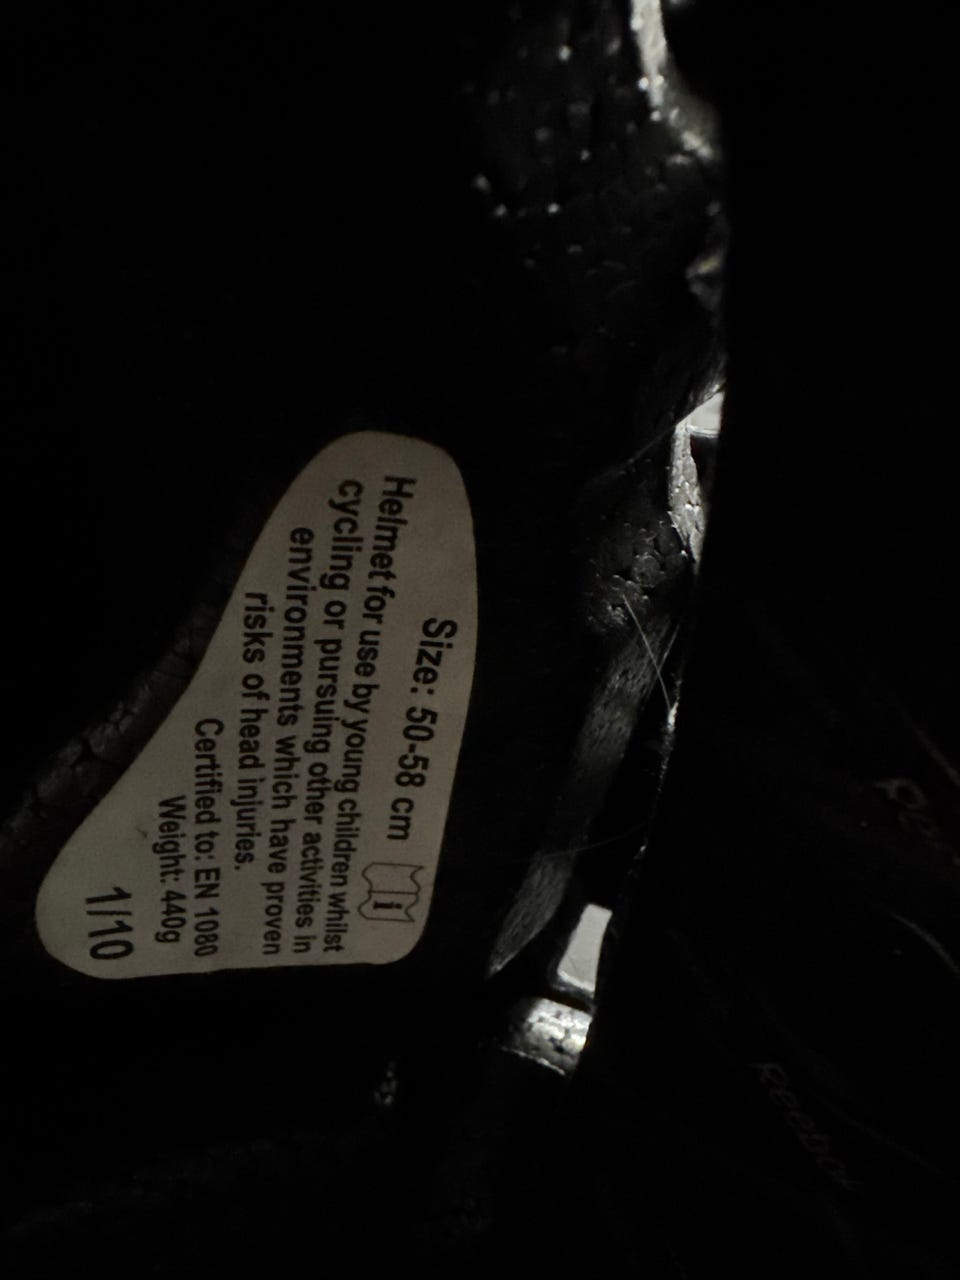 Size: 50-58 cm
Helmet for use by young children whilst
cycling or pursuing other activities in
environments which have proven
risks of head injuries.
Certified to: EN 1080
Weight: 440g
1/10
i
Reebok